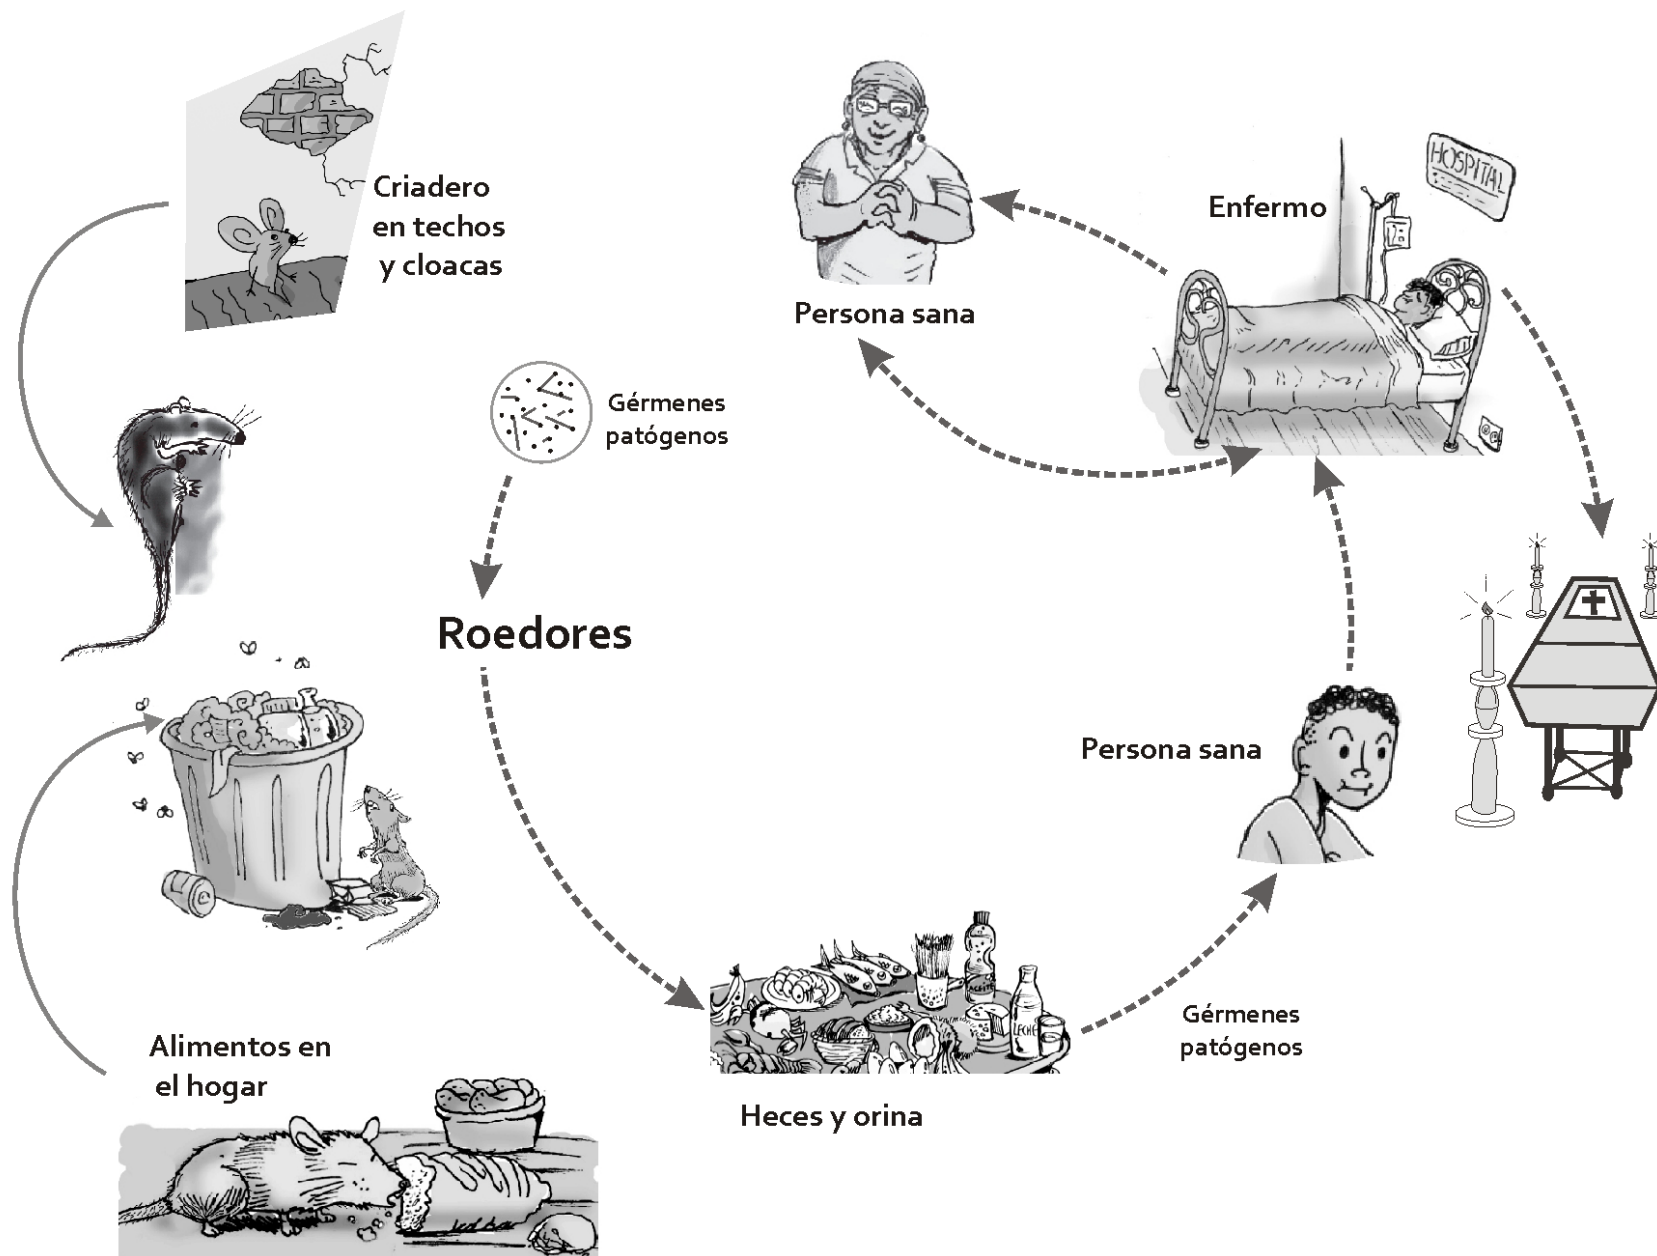 Criadero
en techos
y cloacas
Gérmenes
patógenos
Roedores
Alimentos en
el hogar
Heces y orina
ACEITE
LECHE
Gérmenes
patógenos
Persona sana
Persona sana
Enfermo
HOSPITAL